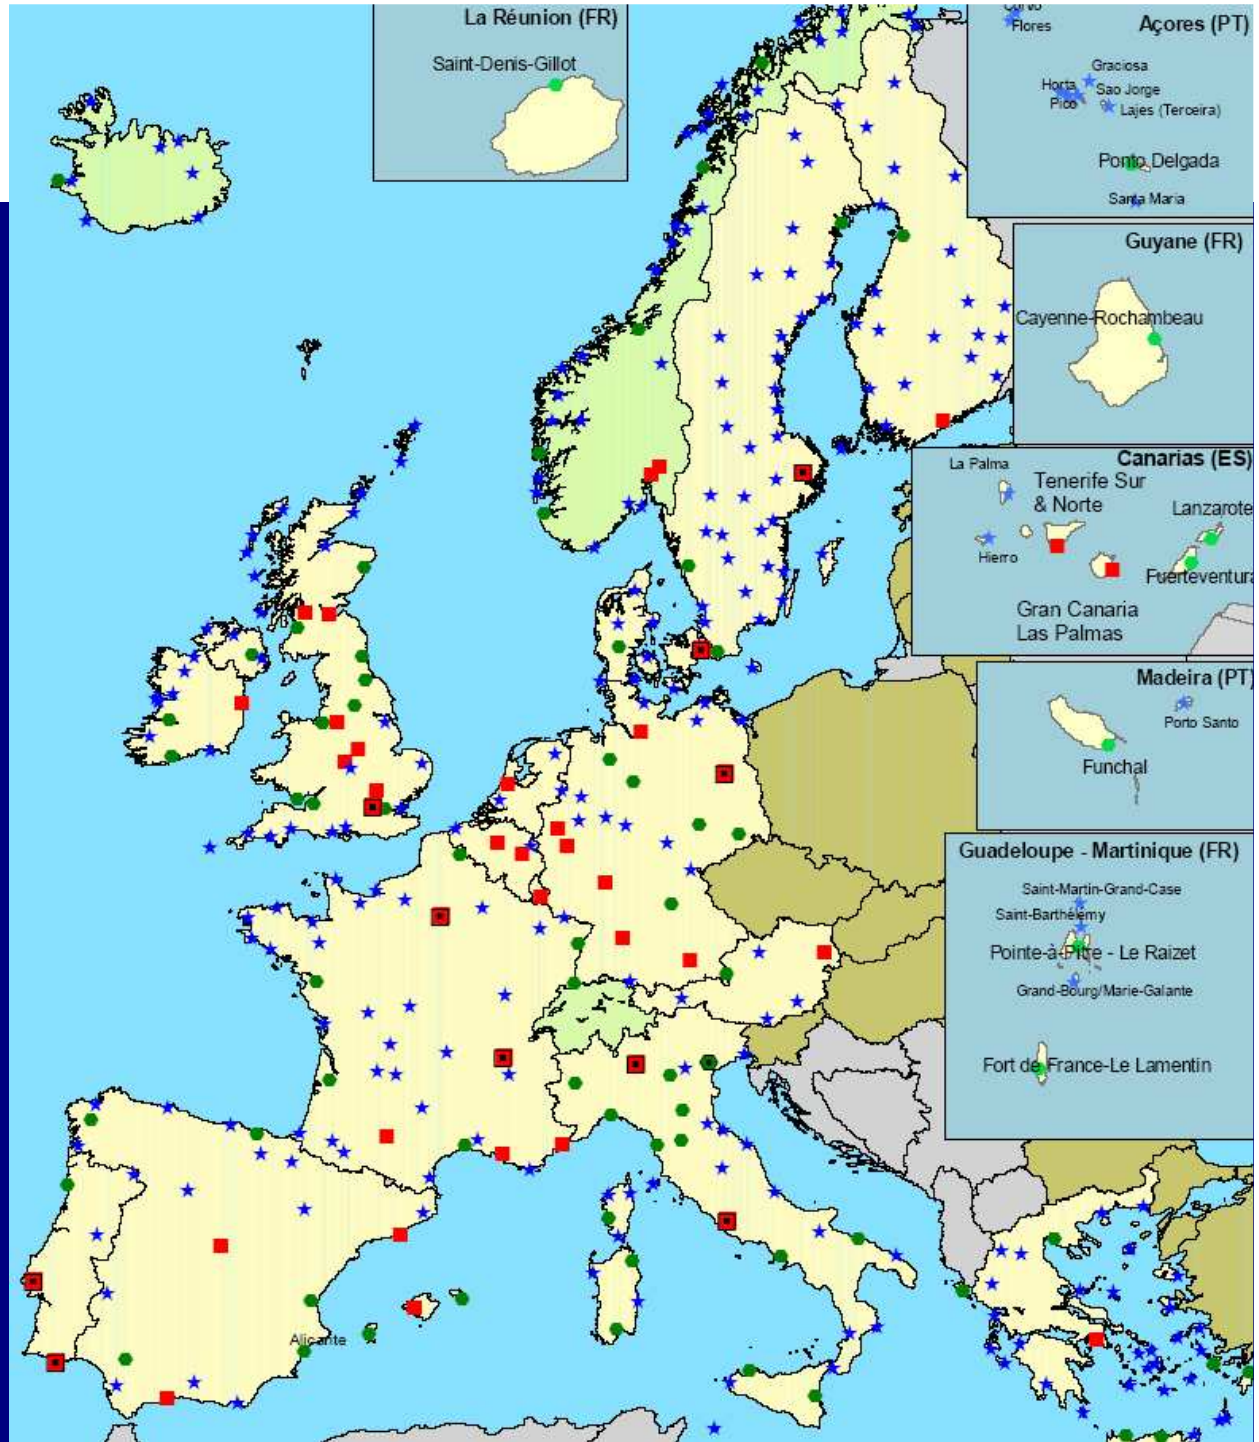 La Réunion (FR)
Saint-Denis-Gillot
Açores (PT)
Flores
Graciosa
Horta
Sao Jorge
Pico
Lajes (Terceira)
Ponto Delgada
Santa Maria
Guyane (FR)
Cayenne-Rochambeau
Canarias (ES)
La Palma
Tenerife Sur
& Norte
Lanzarote
Hierro
Fuerteventura
Gran Canaria
Las Palmas
Madeira (PT)
Porto Santo
Funchal
Guadeloupe - Martinique (FR)
Saint-Martin-Grand-Case
Saint-Barthélemy
Pointe-à-Pitre - Le Raizet
Grand-Bourg/Marie-Galante
Fort de France-Le Lamentin
Alicante